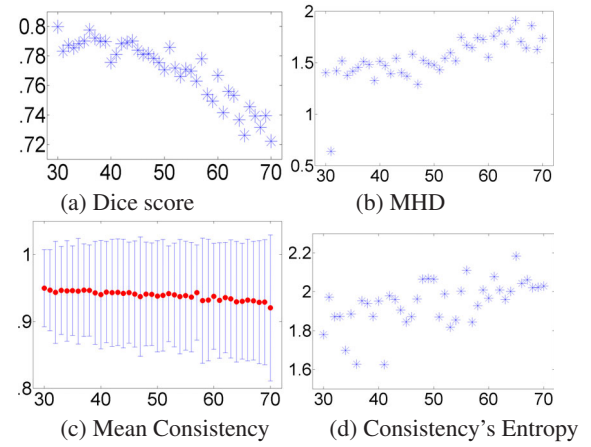 0.8
.78
.76
.74
.72
30 40 50 60 70
(a) Dice score
2
1.5
1
0.5
30 40 50 60 70
(b) MHD
1
.9
.8
30 40 50 60 70
(c) Mean Consistency
2.2
2
1.8
1.6
30 40 50 60 70
(d) Consistency's Entropy